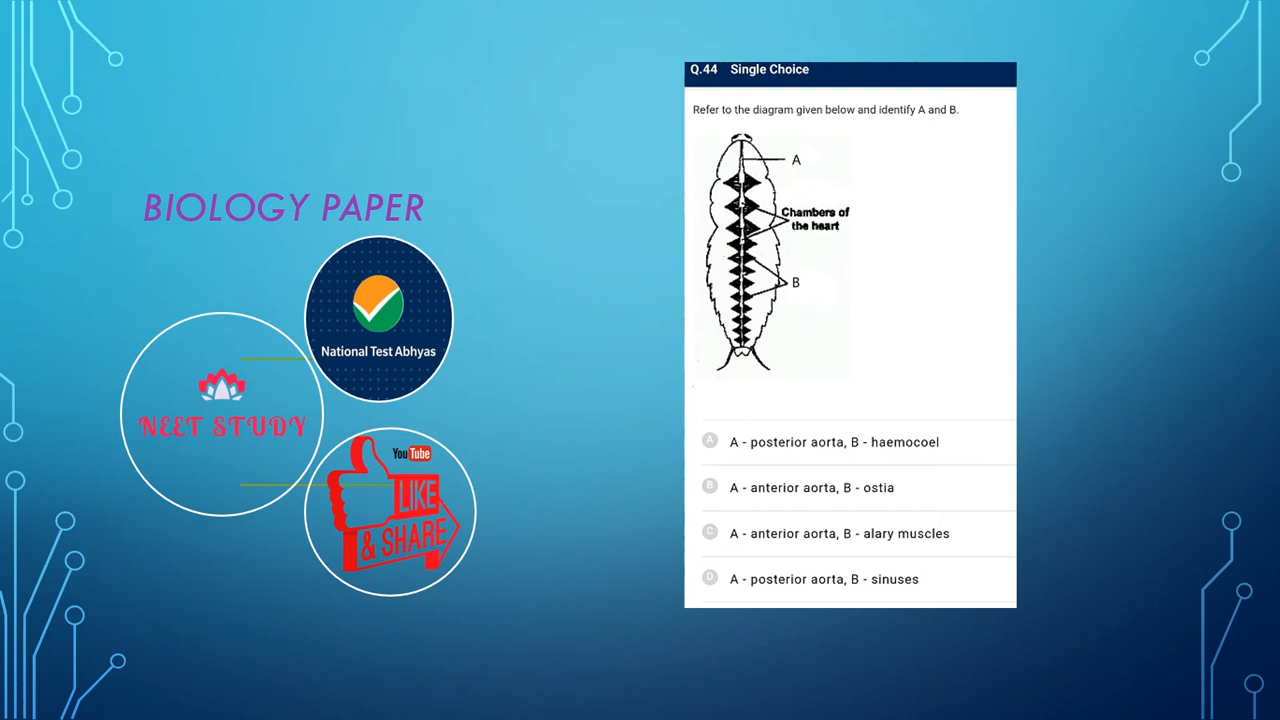 BIOLOGY PAPER
National Test Abhyas
NEET STUDY
You Tube
LIKE
& SHARE
Q.44 Single Choice
Refer to the diagram given below and identify A and B.
A
Chambers of
the heart
B
A A - posterior aorta, B - haemocoel
B A - anterior aorta, B - ostia
C A - anterior aorta, B - alary muscles
D A - posterior aorta, B - sinuses